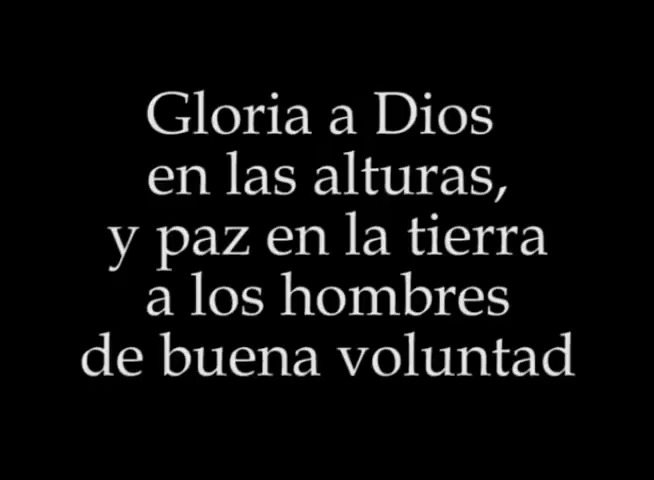 Gloria a Dios
en las alturas,
y paz en la tierra
a los hombres
de buena voluntad